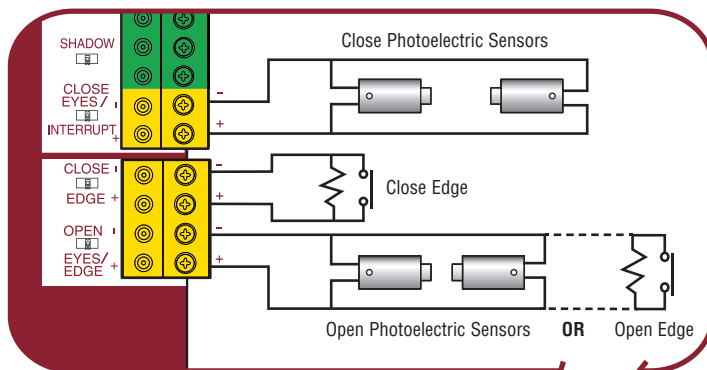 SHADOW
CLOSE
EYES/ -
INTERRUPT +
- 
+
Close Photoelectric Sensors
CLOSE -
EDGE +
-
+
Close Edge
OPEN -
EYES/ +
EDGE
-
+
Open Photoelectric Sensors OR Open Edge